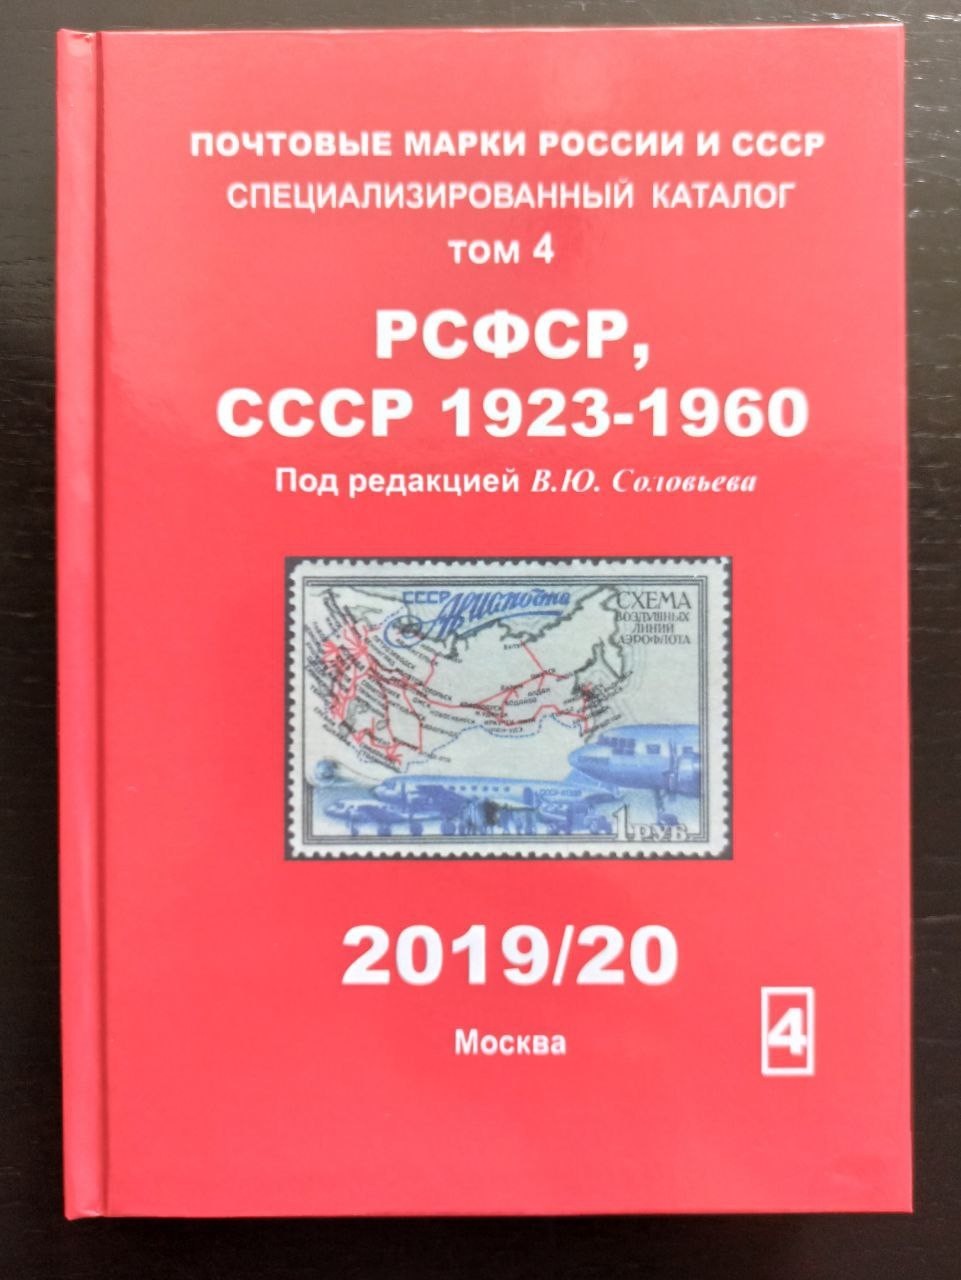 ПОЧТОВЫЕ МАРКИ РОССИИ И СССР
СПЕЦИАЛИЗИРОВАННЫЙ КАТАЛОГ
том 4
РСФСР,
СССР 1923-1960
Под редакцией В.Ю. Соловьева
СССР Авиапочта
СХЕМА
ВОЗДУШНЫХ
ЛИНИЙ
АЭРОФЛОТА
1 РУБ.
2019/20
Москва
4